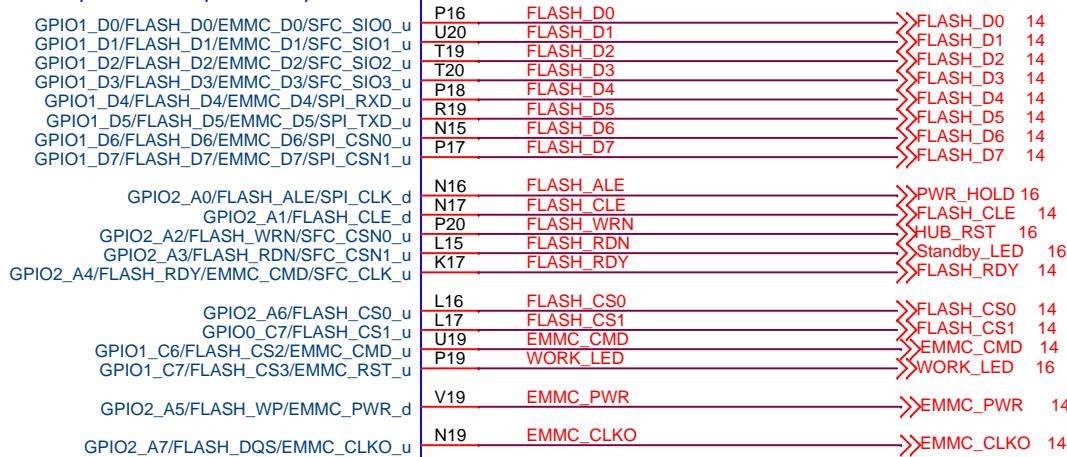 GPIO1_D0/FLASH_D0/EMMC_D0/SFC_SIO0_u P16 FLASH_D0 FLASH_D0 14
GPIO1_D1/FLASH_D1/EMMC_D1/SFC_SIO1_u U20 FLASH_D1 FLASH_D1 14
GPIO1_D2/FLASH_D2/EMMC_D2/SFC_SIO2_u T19 FLASH_D2 FLASH_D2 14
GPIO1_D3/FLASH_D3/EMMC_D3/SFC_SIO3_u T20 FLASH_D3 FLASH_D3 14
GPIO1_D4/FLASH_D4/EMMC_D4/SPI_RXD_u P18 FLASH_D4 FLASH_D4 14
GPIO1_D5/FLASH_D5/EMMC_D5/SPI_TXD_u R19 FLASH_D5 FLASH_D5 14
GPIO1_D6/FLASH_D6/EMMC_D6/SPI_CSN0_u N15 FLASH_D6 FLASH_D6 14
GPIO1_D7/FLASH_D7/EMMC_D7/SPI_CSN1_u P17 FLASH_D7 FLASH_D7 14
GPIO2_A0/FLASH_ALE/SPI_CLK_d N16 FLASH_ALE PWR_HOLD 16
GPIO2_A1/FLASH_CLE_d N17 FLASH_CLE FLASH_CLE 14
GPIO2_A2/FLASH_WRN/SFC_CSN0_u P20 FLASH_WRN HUB_RST 16
GPIO2_A3/FLASH_RDN/SFC_CSN1_u L15 FLASH_RDN Standby_LED 16
GPIO2_A4/FLASH_RDY/EMMC_CMD/SFC_CLK_u K17 FLASH_RDY FLASH_RDY 14
GPIO2_A6/FLASH_CS0_u L16 FLASH_CS0 FLASH_CS0 14
GPIO0_C7/FLASH_CS1_u L17 FLASH_CS1 FLASH_CS1 14
GPIO1_C6/FLASH_CS2/EMMC_CMD_u U19 EMMC_CMD EMMC_CMD 14
GPIO1_C7/FLASH_CS3/EMMC_RST_u P19 WORK_LED WORK_LED 16
GPIO2_A5/FLASH_WP/EMMC_PWR_d V19 EMMC_PWR EMMC_PWR 14
GPIO2_A7/FLASH_DQS/EMMC_CLKO_u N19 EMMC_CLKO EMMC_CLKO 14